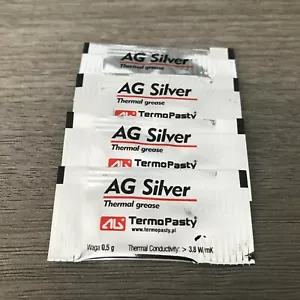 AG Silver
Thermal grease
AG Silver
Thermal grease
TermoPasty
AG Silver
Thermal grease
TermoPasty
AG Silver
Thermal grease
AG TermoPasty
www.termopasty.pl
Waga 0,5 g Thermal Conductivity: > 3.8 W/mK